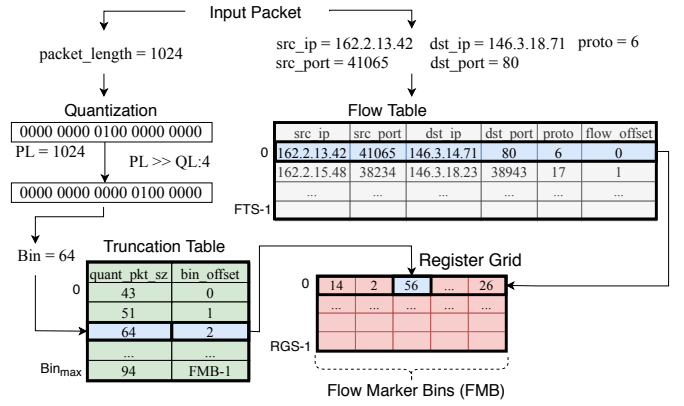 Input Packet
packet_length = 1024
src_ip = 162.2.13.42 dst_ip = 146.3.18.71 proto = 6
src_port = 41065 dst_port = 80
Quantization
0000 0000 0100 0000 0000
PL = 1024
PL >> QL:4
0000 0000 0000 0100 0000
Bin = 64
Flow Table
src_ip src_port dst_ip dst_port proto flow_offset
0 162.2.13.42 41065 146.3.14.71 80 6 0
162.2.15.48 38234 146.3.18.23 38943 17 1
... ... ... ... ...
FTS-1
Truncation Table
quant_pkt_sz bin_offset
0 43 0
51 1
64 2
... ...
Binmax 94 FMB-1
Register Grid
0 14 2 56 ... 26
... ... ... ... ...
RGS-1
Flow Marker Bins (FMB)